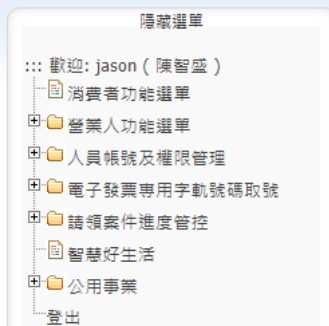 隱藏選單
::: 歡迎: jason ( 陳智盛 )
消費者功能選單
營業人功能選單
人員帳號及權限管理
電子發票專用字軌號碼取號
請領案件進度管控
智慧好生活
公用事業
登出